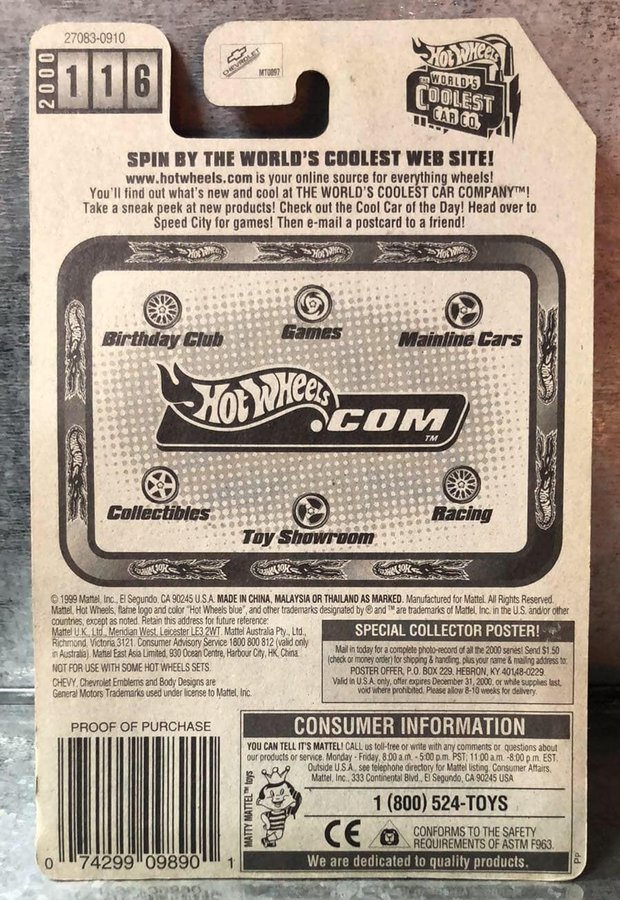 27083-0910
2000
116
CHEVROLET
MT0097
HOT WHEELS
THE WORLD'S
COOLEST
CAR CO.
SPIN BY THE WORLD'S COOLEST WEB SITE!
www.hotwheels.com is your online source for everything wheels!
You'll find out what's new and cool at THE WORLD'S COOLEST CAR COMPANY™!
Take a sneak peek at new products! Check out the Cool Car of the Day! Head over to
Speed City for games! Then e-mail a postcard to a friend!
Birthday Club
Games
Mainline Cars
HOT WHEELS
.COM
TM
Collectibles
Toy Showroom
Racing
© 1999 Mattel, Inc., El Segundo, CA 90245 U.S.A. MADE IN CHINA, MALAYSIA OR THAILAND AS MARKED. Manufactured for Mattel. All Rights Reserved.
Mattel, Hot Wheels, flame logo and color "Hot Wheels blue", and other trademarks designated by ® and ™ are trademarks of Mattel, Inc. in the U.S. and/or other
countries, except as noted. Retain this address for future reference:
Mattel U.K. Ltd., Meridian West, Leicester LE3 2WT. Mattel Australia Pty., Ltd.,
Richmond, Victoria 3121. Consumer Advisory Service 1800 800 812 (valid only
in Australia). Mattel East Asia Limited, 930 Ocean Centre, Harbour City, HK, China.
NOT FOR USE WITH SOME HOT WHEELS SETS.
CHEVY, Chevrolet Emblems and Body Designs are
General Motors Trademarks used under license to Mattel, Inc.
SPECIAL COLLECTOR POSTER!
Mail in today for a complete photo-record of all the 2000 series! Send $1.50
(check or money order) for shipping & handling, plus your name & mailing address to:
POSTER OFFER, P.O. BOX 229, HEBRON, KY 40148-0229
Valid in U.S.A. only, offer expires December 31, 2000, or while supplies last,
void where prohibited. Please allow 8-10 weeks for delivery.
PROOF OF PURCHASE
0 74299 09890 1
CONSUMER INFORMATION
YOU CAN TELL IT'S MATTEL! CALL us toll-free or write with any comments or questions about
our products or service. Monday - Friday, 8:00 a.m. - 5:00 p.m. PST; 11:00 a.m. -8:00 p.m. EST.
Outside U.S.A., see telephone directory for Mattel listing. Consumer Affairs,
Mattel, Inc., 333 Continental Blvd., El Segundo, CA 90245 USA
MATTY MATTEL™ toys
1 (800) 524-TOYS
CE
CONFORMS TO THE SAFETY
REQUIREMENTS OF ASTM F963.
We are dedicated to quality products.